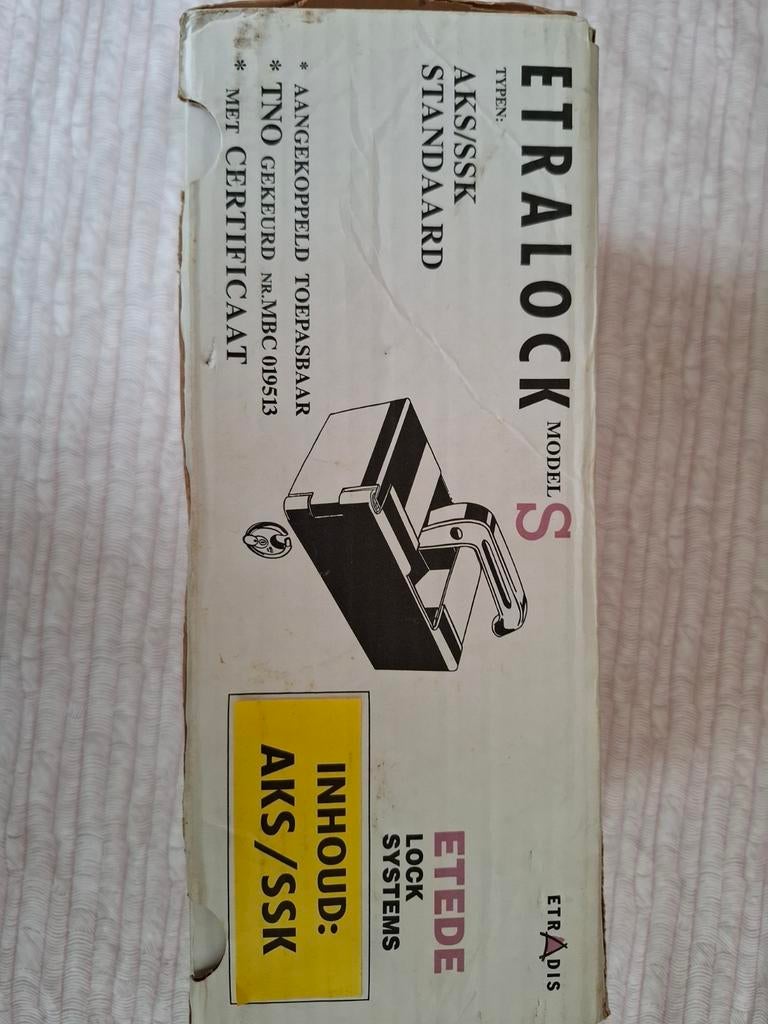 ETRALOCK MODEL S
TYPEN:
AKS/SSK
STANDAARD
* AANGEKOPPELD TOEPASBAAR
* TNO GEKEURD NR.MBC 019513
* MET CERTIFICAAT
ETRADIS
ETEDE
LOCK
SYSTEMS
INHOUD:
AKS/SSK